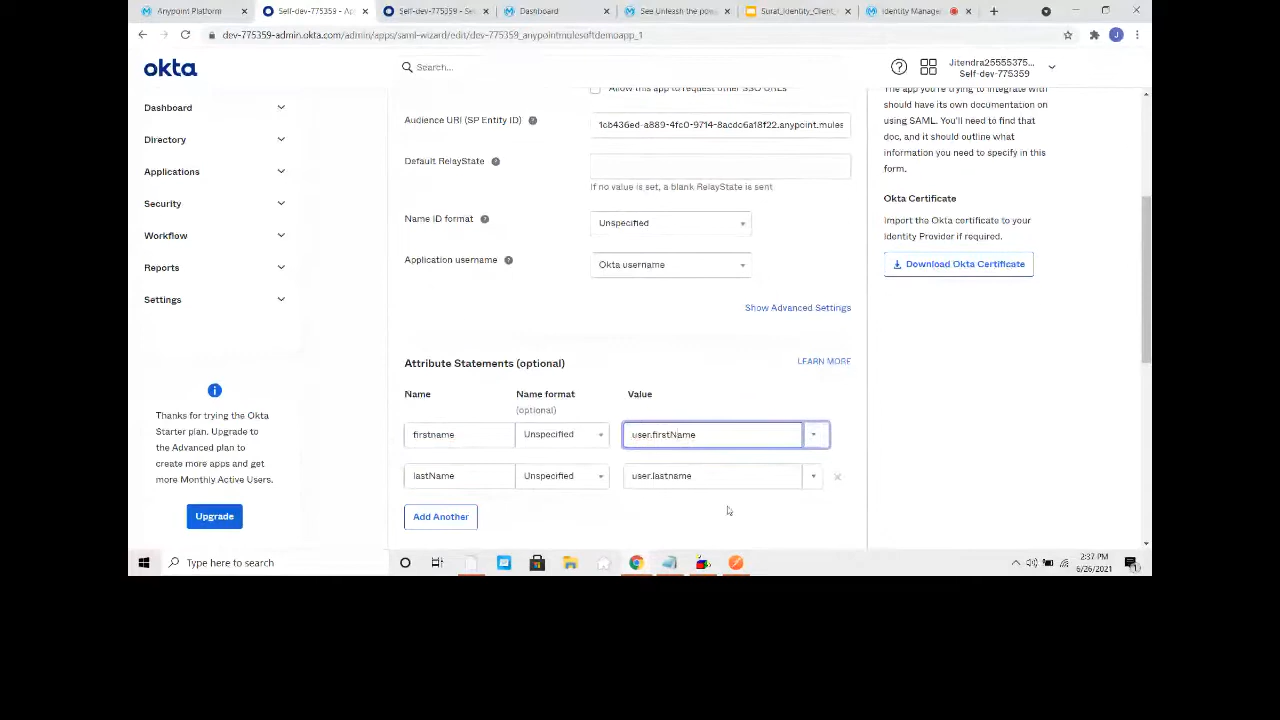 Anypoint Platform
Self-dev-775359 - Ap
Self-dev-775359 - Se
Dashboard
See Unleash the pow
Surat_Identity_Client_
Identity Manage
dev-775359-admin.okta.com/admin/apps/saml-wizard/edit/dev-775359_anypointmulesoftdemoapp_1
J
okta
Search...
Jitendra25555375...
Self-dev-775359
Dashboard
Directory
Applications
Security
Workflow
Reports
Settings
Thanks for trying the Okta
Starter plan. Upgrade to
the Advanced plan to
create more apps and get
more Monthly Active Users.
Upgrade
Allow this app to request other SSO URLs
Audience URI (SP Entity ID)
1cb436ed-a889-4fc0-9714-8acdc6a18f22.anypoint.mules
Default RelayState
If no value is set, a blank RelayState is sent
Name ID format
Unspecified
Application username
Okta username
Show Advanced Settings
Attribute Statements (optional)
LEARN MORE
Name
Name format
Value
(optional)
firstname
Unspecified
user.firstName
lastName
Unspecified
user.lastname
Add Another
The app you're trying to integrate with
should have its own documentation on
using SAML. You'll need to find that
doc, and it should outline what
information you need to specify in this
form.
Okta Certificate
Import the Okta certificate to your
Identity Provider if required.
Download Okta Certificate
Type here to search
2:37 PM
6/26/2021